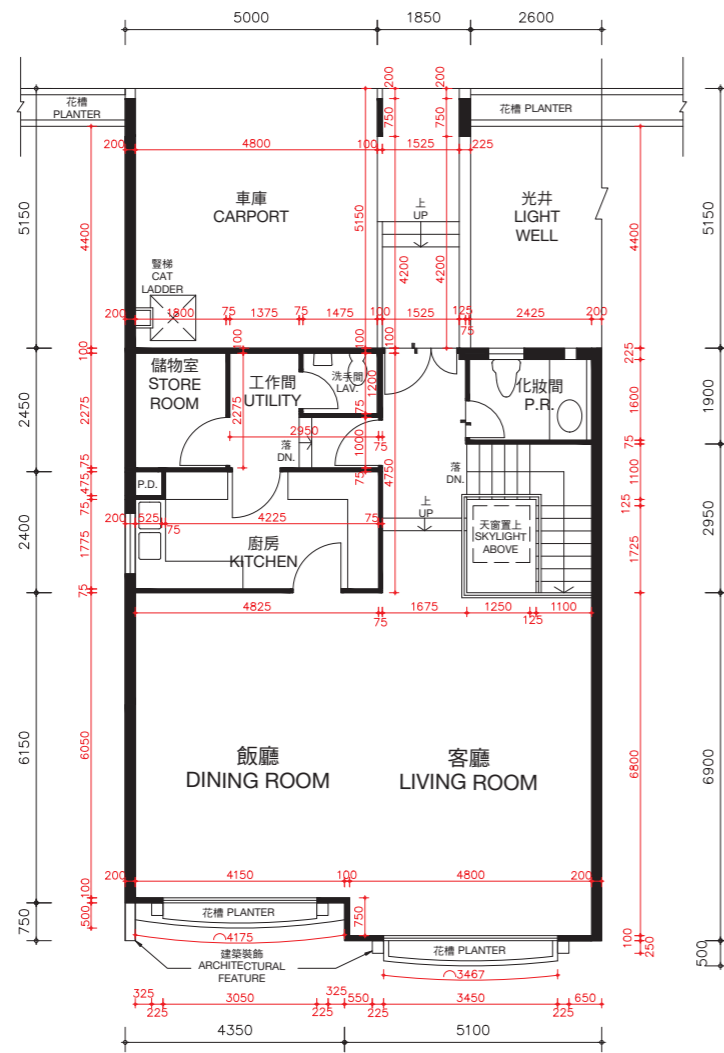 5000 1850 2600
200 200
花槽
PLANTER
花槽 PLANTER
750 750
200 4800 100 1525 225
車庫
CARPORT
上
UP
光井
LIGHT
WELL
5150 4400 5150 4200 4200 4400 5150
豎梯
CAT
LADDER
200 1800 75 1375 75 1475 100 1525 125 75 2425 200
100 100 100 100 225
儲物室
STORE
ROOM
工作間
UTILITY
洗手間
LAV.
化妝間
P.R.
2450 2275 2275 1200 1600 1900
75 75
2950 75
落
DN.
1000 4750
落
DN.
75 475 75 1100
P.D.
75 125
525 75 4225 75
上
UP
天窗置上
SKYLIGHT
ABOVE
2400 1775 1725 2950
廚房
KITCHEN
75
4825 75 1675 1250 125 1100
6150 6050 6800 6900
飯廳
DINING ROOM
客廳
LIVING ROOM
200 4150 100 4800 200
100
750 500 750
花槽 PLANTER
4175
100 250 500
花槽 PLANTER
建築裝飾
ARCHITECTURAL
FEATURE
3467
325 225 3050 225 325 550 225 3450 225 650
4350 5100